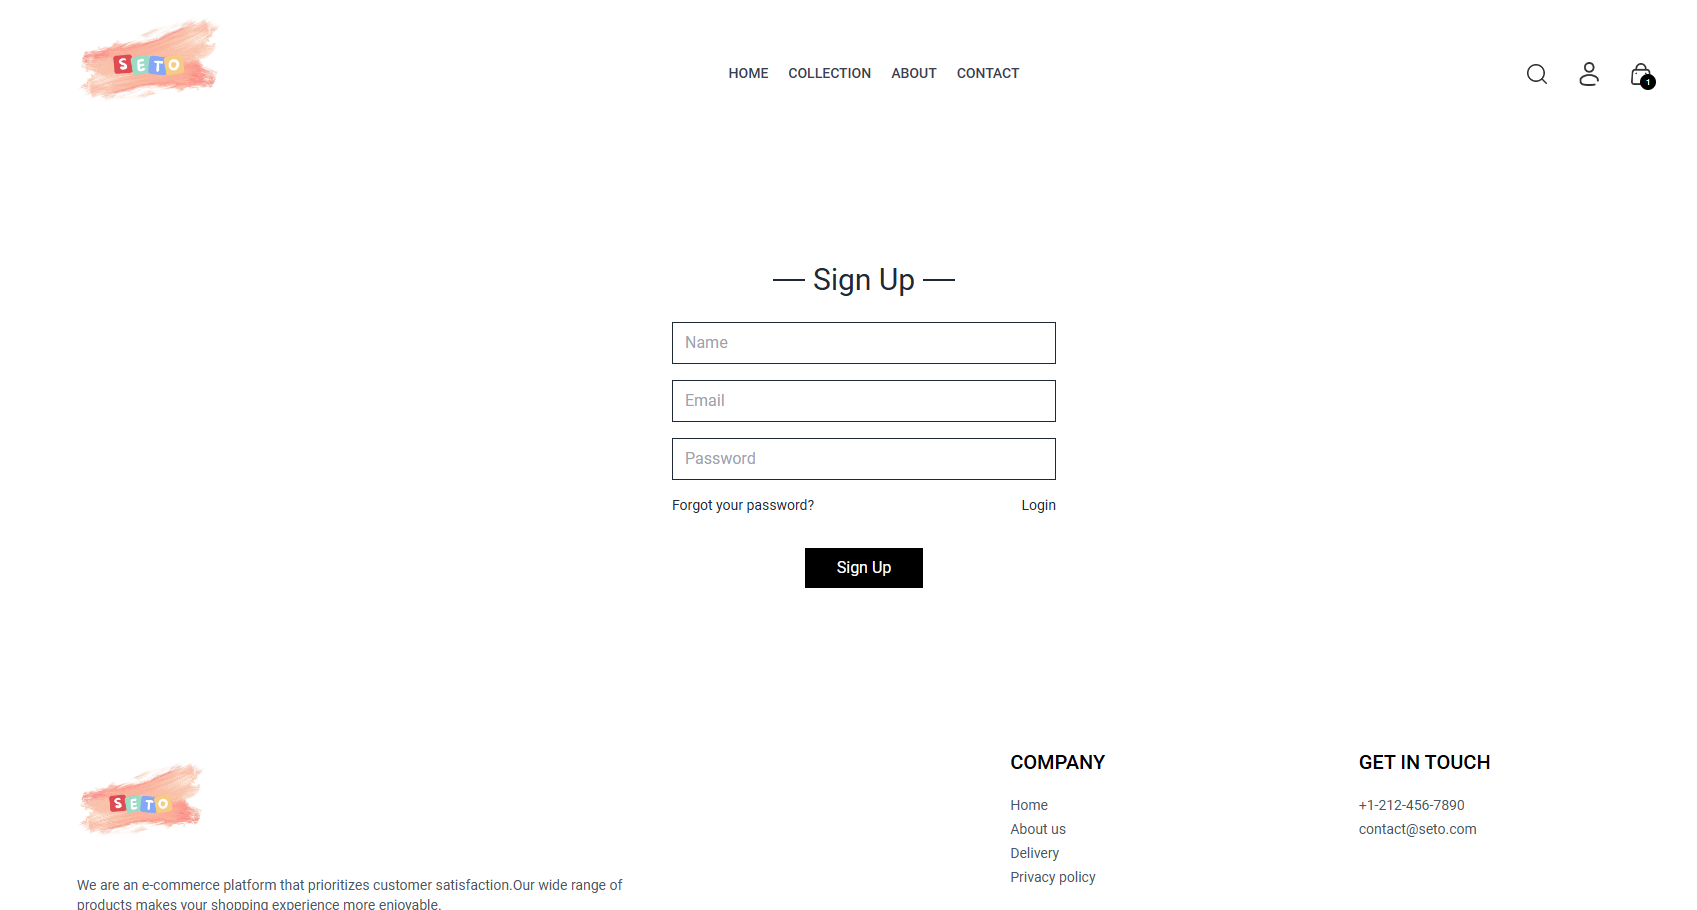 SETO
HOME COLLECTION ABOUT CONTACT
1
Sign Up
Name
Email
Password
Forgot your password? Login
Sign Up
SETO
We are an e-commerce platform that prioritizes customer satisfaction.Our wide range of
products makes your shopping experience more enjoyable.
COMPANY
Home
About us
Delivery
Privacy policy
GET IN TOUCH
+1-212-456-7890
contact@seto.com